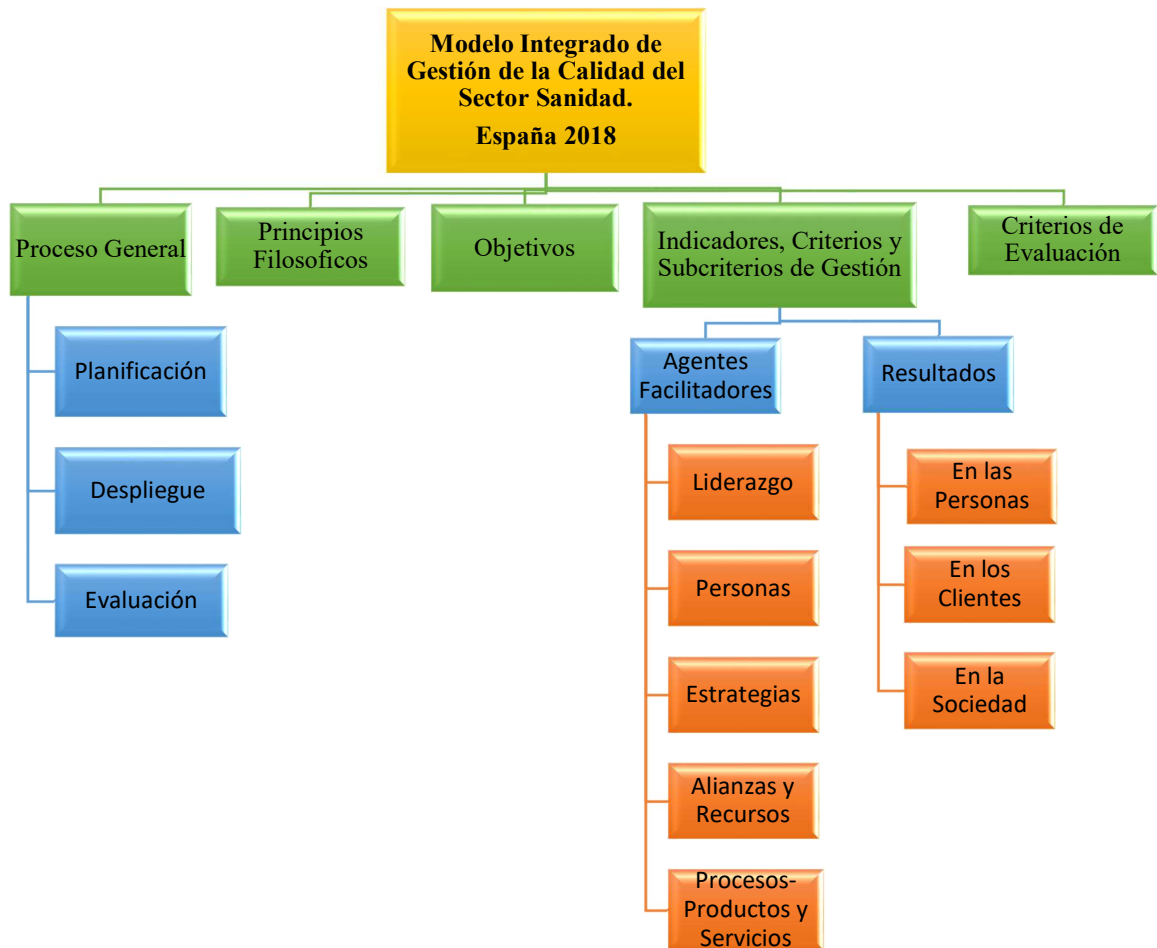 Modelo Integrado de
Gestión de la Calidad del
Sector Sanidad.
España 2018
Proceso General
Principios
Filosoficos
Objetivos
Indicadores, Criterios y
Subcriterios de Gestión
Criterios de
Evaluación
Planificación
Despliegue
Evaluación
Agentes
Facilitadores
Liderazgo
Personas
Estrategias
Alianzas y
Recursos
Procesos-
Productos y
Servicios
Resultados
En las
Personas
En los
Clientes
En la
Sociedad